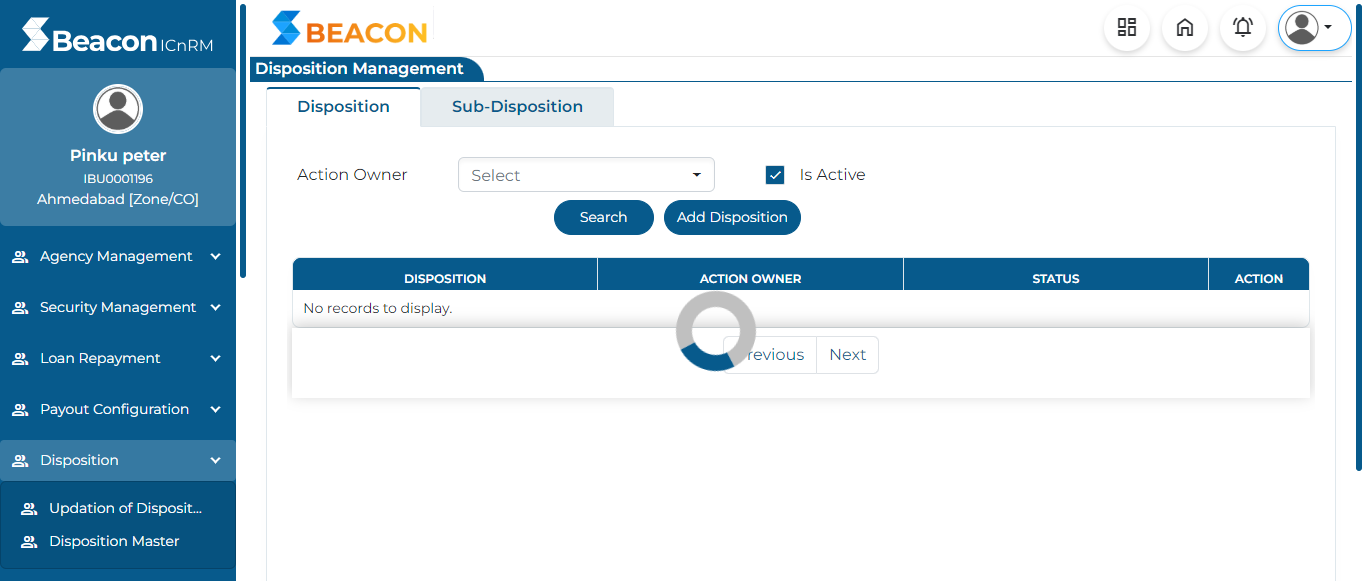 Beacon ICnRM
Pinku peter
IBU0001196
Ahmedabad [Zone/CO]
Agency Management
Security Management
Loan Repayment
Payout Configuration
Disposition
Updation of Disposit...
Disposition Master
BEACON
Disposition Management
Disposition Sub-Disposition
Action Owner Select Is Active
Search Add Disposition
DISPOSITION ACTION OWNER STATUS ACTION
No records to display.
Previous Next